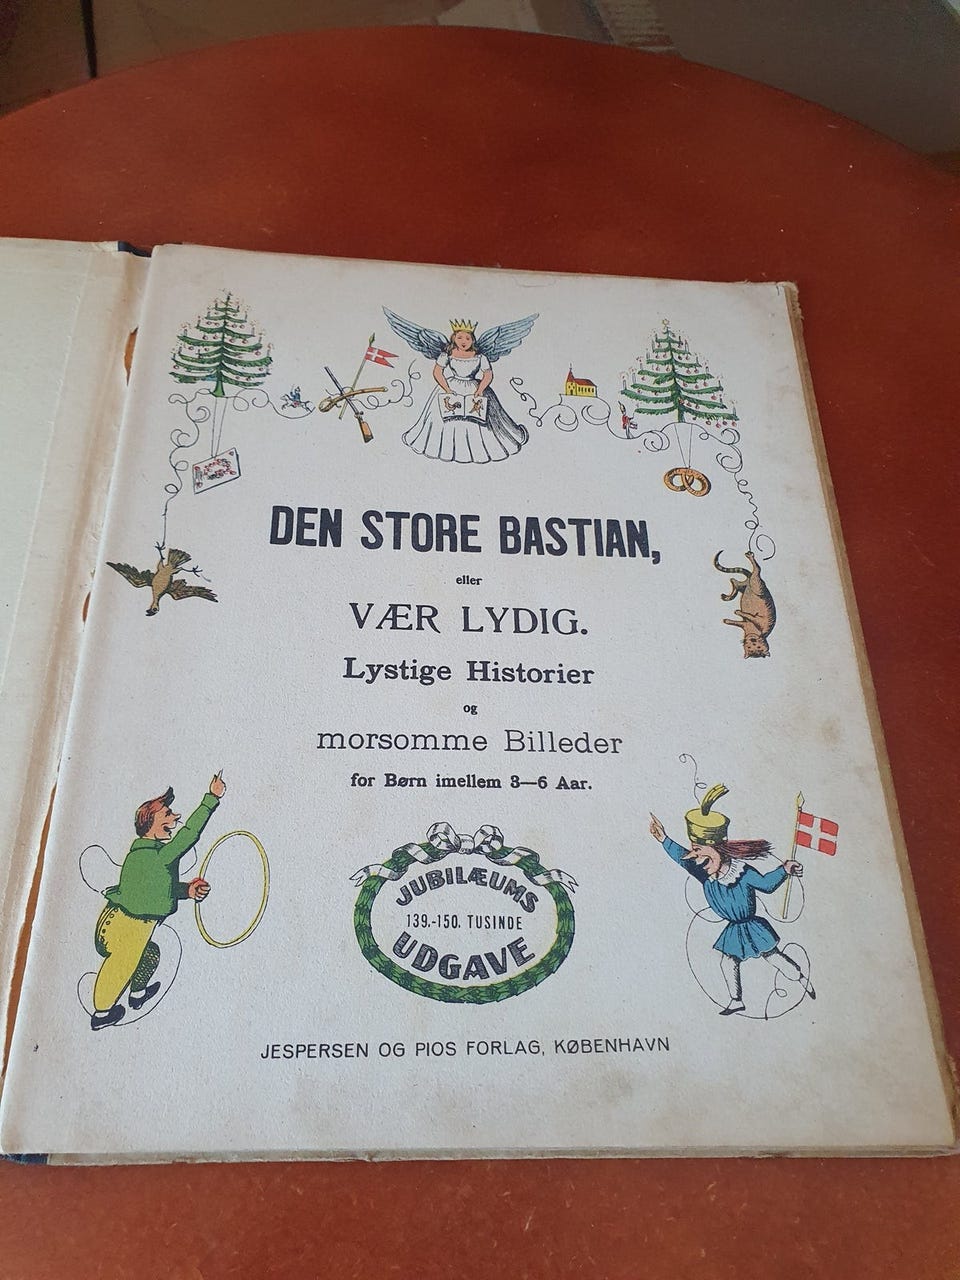 DEN STORE BASTIAN,
eller
VÆR LYDIG.
Lystige Historier
og
morsomme Billeder
for Børn imellem 3—6 Aar.
JUBILÆUMS
139.-150. TUSINDE
UDGAVE
JESPERSEN OG PIOS FORLAG, KØBENHAVN